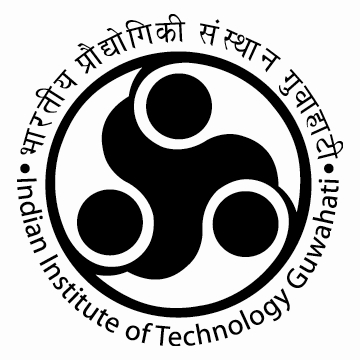 भारतीय प्रौद्योगिकी संस्थान गुवाहाटी
Indian Institute of Technology Guwahati